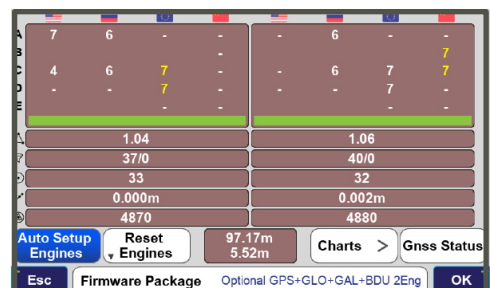 A 7 6 - - - 6 - -
B - 7
C 4 6 7 - - 6 7 7
D - - 7 - - - 7 -
E - - - -
1.04 1.06
37/0 40/0
33 32
0.000m 0.002m
4870 4880
Auto Setup Engines
Reset Engines
97.17m
5.52m
Charts >
Gnss Status
Esc
Firmware Package Optional GPS+GLO+GAL+BDU 2Eng
OK